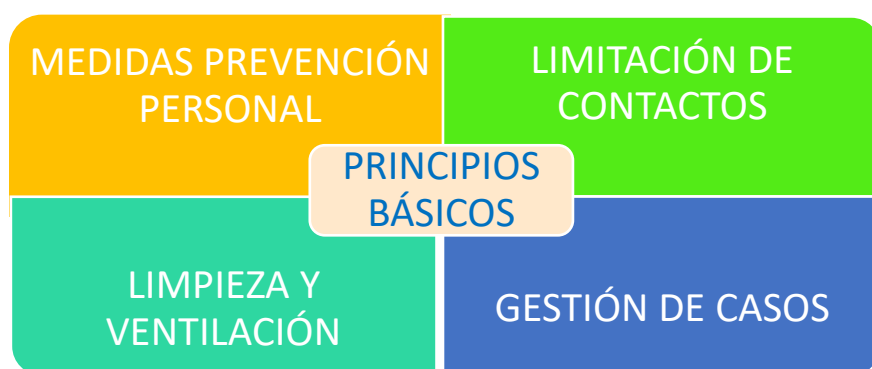 MEDIDAS PREVENCIÓN
PERSONAL
LIMITACIÓN DE
CONTACTOS
PRINCIPIOS
BÁSICOS
LIMPIEZA Y
VENTILACIÓN
GESTIÓN DE CASOS